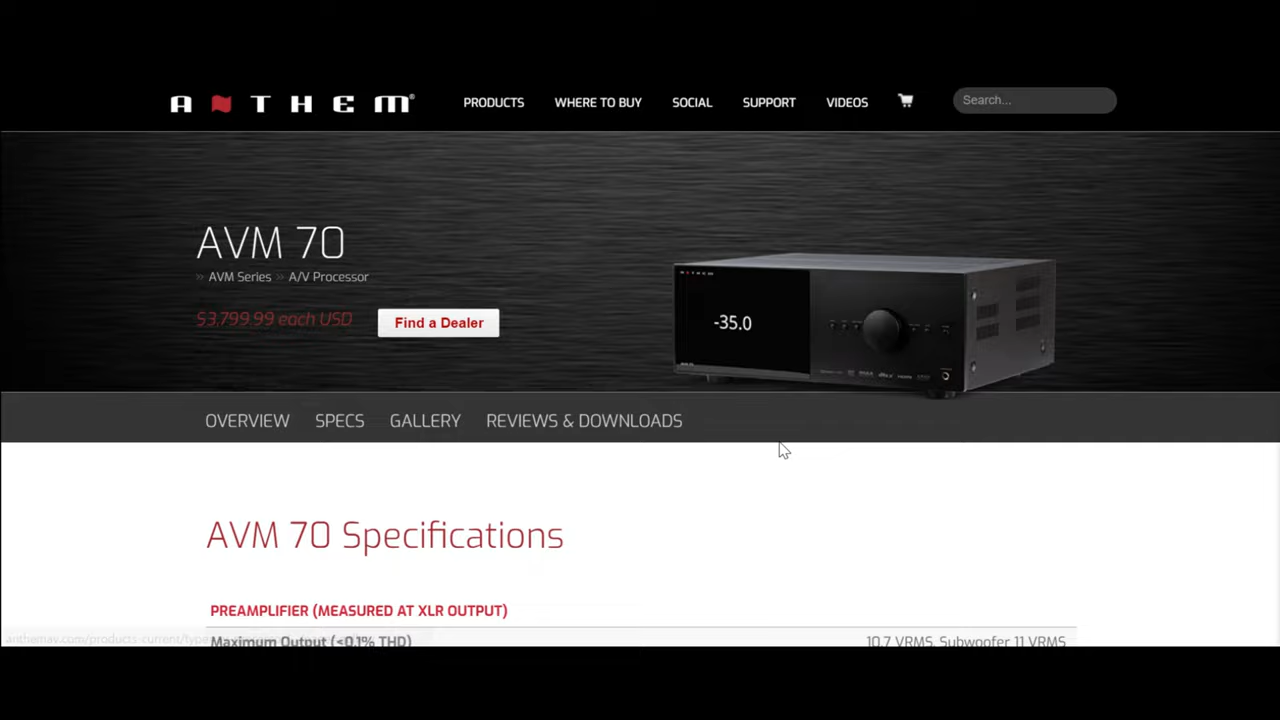 ANTHEM®
PRODUCTS WHERE TO BUY SOCIAL SUPPORT VIDEOS Search...
AVM 70
» AVM Series » A/V Processor
$3,799.99 each USD Find a Dealer
-35.0
OVERVIEW SPECS GALLERY REVIEWS & DOWNLOADS
AVM 70 Specifications
PREAMPLIFIER (MEASURED AT XLR OUTPUT)
Maximum Output (<0.1% THD) 10.7 VRMS, Subwoofer 11 VRMS